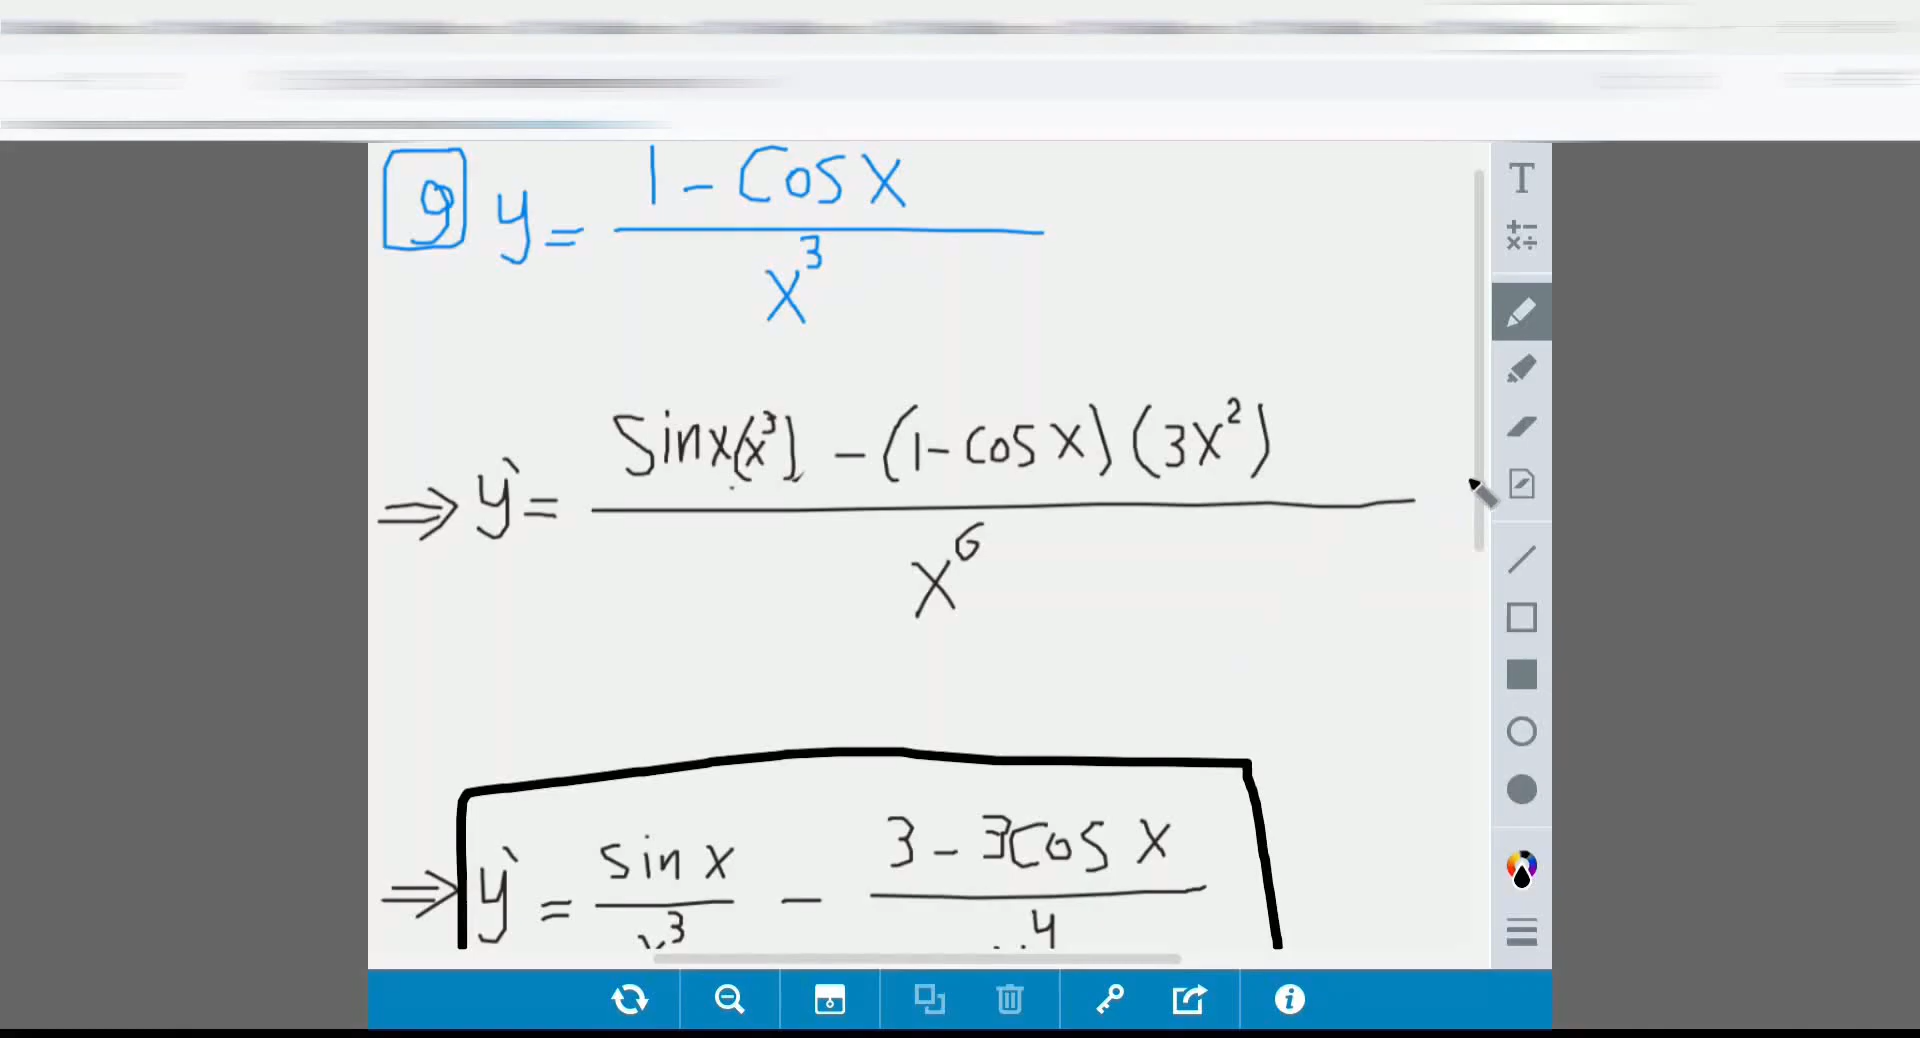 9 y = (1 - Cos x) / x³
⇒ y` = (Sinx(x³) - (1 - cos x)(3x²)) / x⁶
⇒ y` = sin x / x³ - (3 - 3Cos x) / x⁴